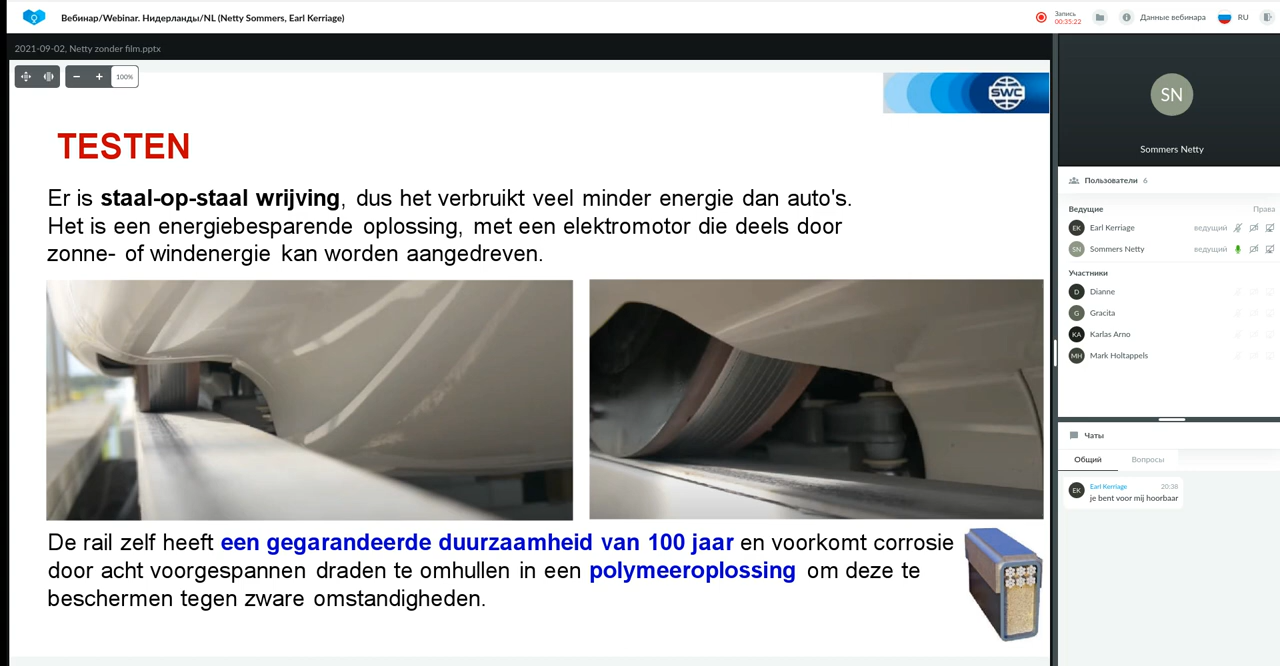 Вебинар/Webinar. Нидерланды/NL (Netty Sommers, Earl Kerriage)
Запись
00:35:22
Данные вебинара
RU
2021-09-02, Netty zonder film.pptx
100%
SWC
TESTEN
Er is staal-op-staal wrijving, dus het verbruikt veel minder energie dan auto's.
Het is een energiebesparende oplossing, met een elektromotor die deels door
zonne- of windenergie kan worden aangedreven.
De rail zelf heeft een gegarandeerde duurzaamheid van 100 jaar en voorkomt corrosie
door acht voorgespannen draden te omhullen in een polymeeroplossing om deze te
beschermen tegen zware omstandigheden.
SN
Sommers Netty
Пользователи 6
Ведущие Права
EK Earl Kerriage ведущий
SN Sommers Netty ведущий
Участники
D Dianne
G Gracita
KA Karlas Arno
MH Mark Holtappels
Чаты
Общий Вопросы
EK Earl Kerriage 20:38
je bent voor mij hoorbaar